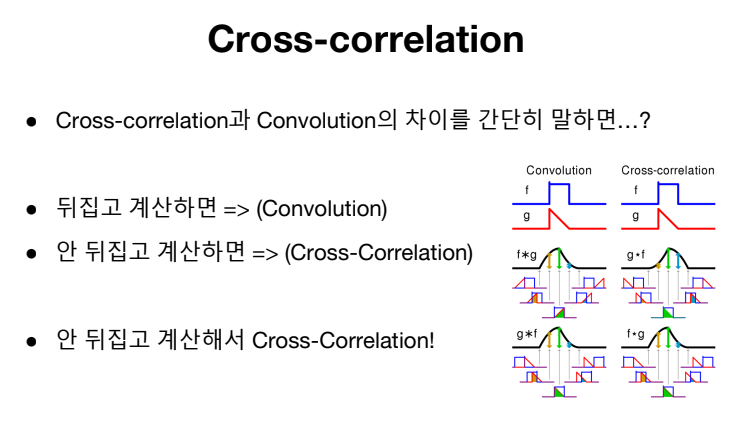 Cross-correlation
• Cross-correlation과 Convolution의 차이를 간단히 말하면...?
• 뒤집고 계산하면 => (Convolution)
• 안 뒤집고 계산하면 => (Cross-Correlation)
• 안 뒤집고 계산해서 Cross-Correlation!
Convolution
f
g
f∗g
g∗f
Cross-correlation
f
g
g⋆f
f⋆g